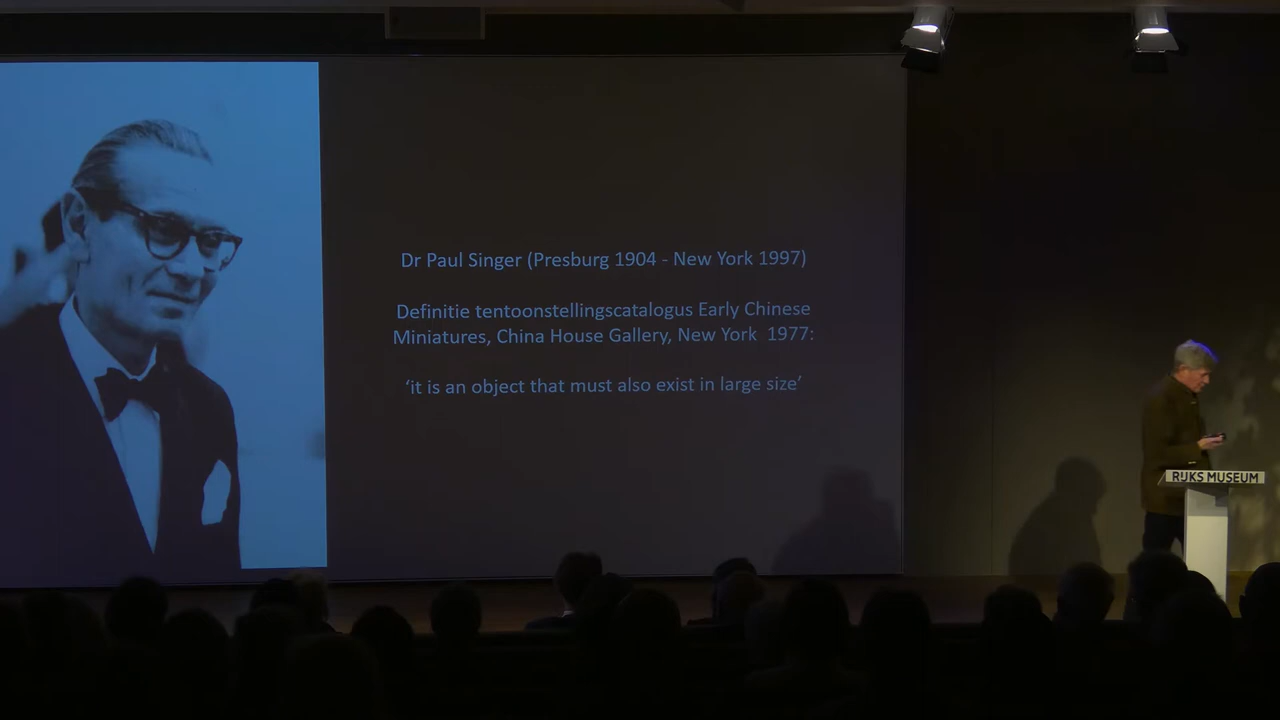 Dr Paul Singer (Presburg 1904 - New York 1997)
Definitie tentoonstellingscatalogus Early Chinese
Miniatures, China House Gallery, New York 1977:
‘it is an object that must also exist in large size’
RIJKS MUSEUM